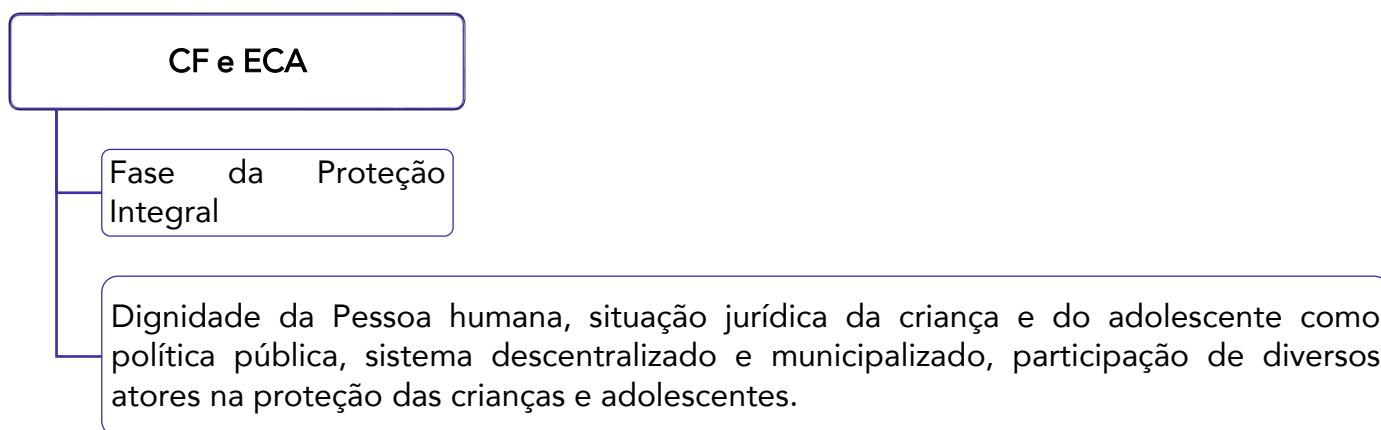 CF e ECA
Fase da Proteção
Integral
Dignidade da Pessoa humana, situação jurídica da criança e do adolescente como
política pública, sistema descentralizado e municipalizado, participação de diversos
atores na proteção das crianças e adolescentes.